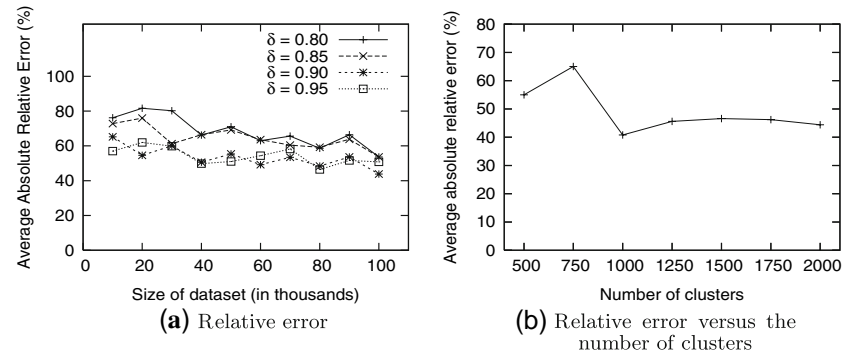 Average Absolute Relative Error (%)
120
100
80
60
40
20
0
δ = 0.80
δ = 0.85
δ = 0.90
δ = 0.95
0 20 40 60 80 100
Size of dataset (in thousands)
(a) Relative error
Average absolute relative error (%)
80
70
60
50
40
30
20
10
0
500 750 1000 1250 1500 1750 2000
Number of clusters
(b) Relative error versus the
number of clusters